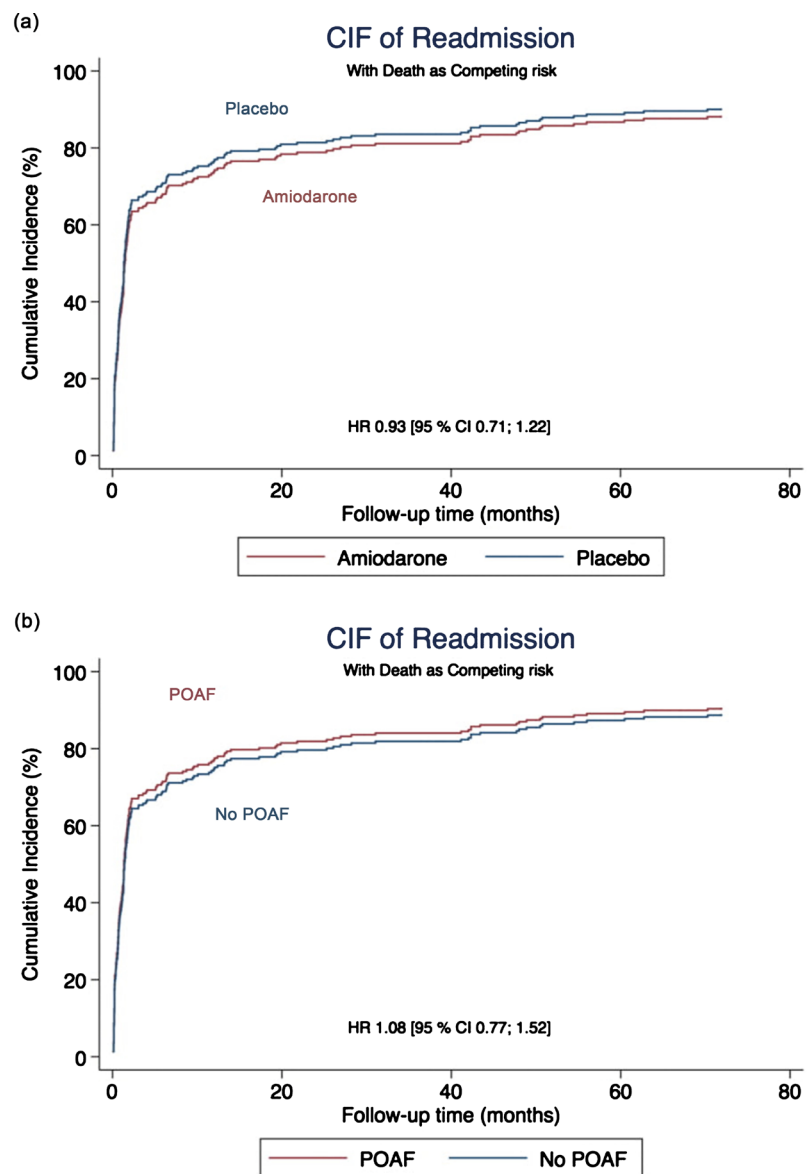 (a)
CIF of Readmission
With Death as Competing risk
Cumulative Incidence (%)
100
80
60
40
20
0
Placebo
Amiodarone
HR 0.93 [95 % CI 0.71; 1.22]
0 20 40 60 80
Follow-up time (months)
Amiodarone Placebo
(b)
CIF of Readmission
With Death as Competing risk
Cumulative Incidence (%)
100
80
60
40
20
0
POAF
No POAF
HR 1.08 [95 % CI 0.77; 1.52]
0 20 40 60 80
Follow-up time (months)
POAF No POAF